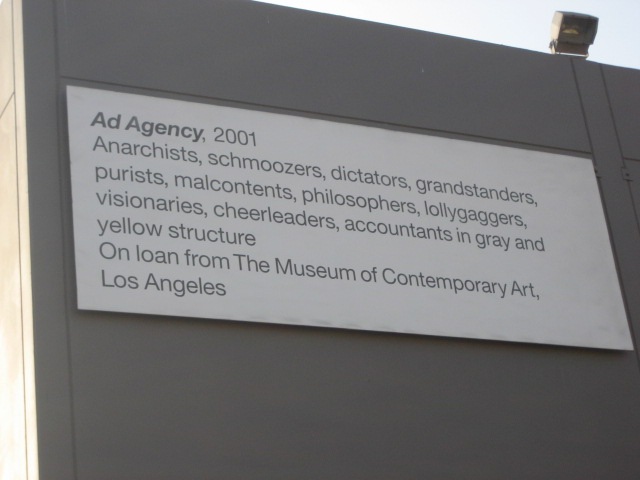 Ad Agency, 2001
Anarchists, schmoozers, dictators, grandstanders,
purists, malcontents, philosophers, lollygaggers,
visionaries, cheerleaders, accountants in gray and
yellow structure
On loan from The Museum of Contemporary Art,
Los Angeles